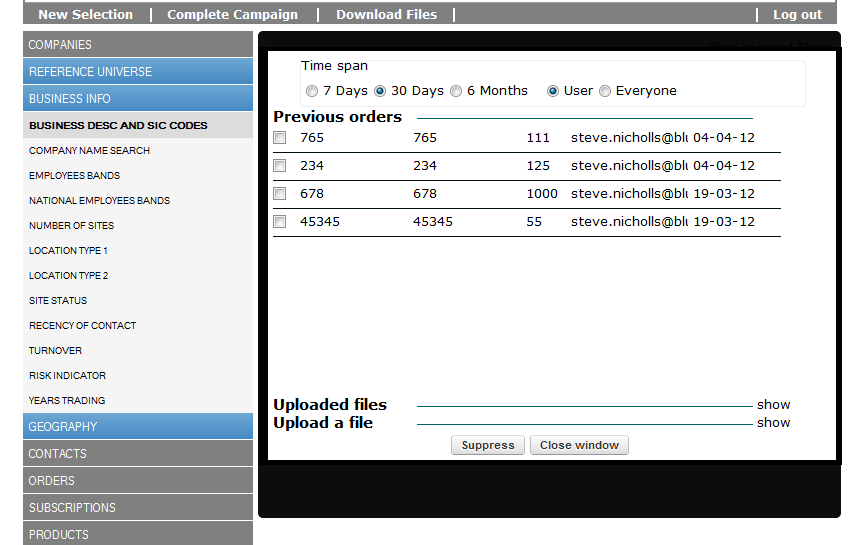 New Selection | Complete Campaign | Download Files | | Log out
COMPANIES
REFERENCE UNIVERSE
BUSINESS INFO
BUSINESS DESC AND SIC CODES
COMPANY NAME SEARCH
EMPLOYEES BANDS
NATIONAL EMPLOYEES BANDS
NUMBER OF SITES
LOCATION TYPE 1
LOCATION TYPE 2
SITE STATUS
RECENCY OF CONTACT
TURNOVER
RISK INDICATOR
YEARS TRADING
GEOGRAPHY
CONTACTS
ORDERS
SUBSCRIPTIONS
PRODUCTS
Time span
7 Days 30 Days 6 Months User Everyone
Previous orders
765 765 111 steve.nicholls@blu 04-04-12
234 234 125 steve.nicholls@blu 04-04-12
678 678 1000 steve.nicholls@blu 19-03-12
45345 45345 55 steve.nicholls@blu 19-03-12
Uploaded files show
Upload a file show
Suppress Close window